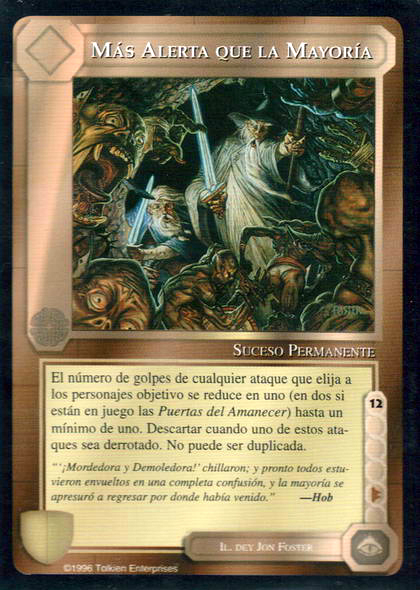 MÁS ALERTA QUE LA MAYORÍA
FOSTER
SUCESO PERMANENTE
El número de golpes de cualquier ataque que elija a
los personajes objetivo se reduce en uno (en dos si
están en juego las Puertas del Amanecer) hasta un
mínimo de uno. Descartar cuando uno de estos ata-
ques sea derrotado. No puede ser duplicada.
12
“‘¡Mordedora y Demoledora!’ chillaron; y pronto todos estu-
vieron envueltos en una completa confusión, y la mayoría se
apresuró a regresar por donde había venido.” —Hob
IL. DEY JON FOSTER
©1996 Tolkien Enterprises